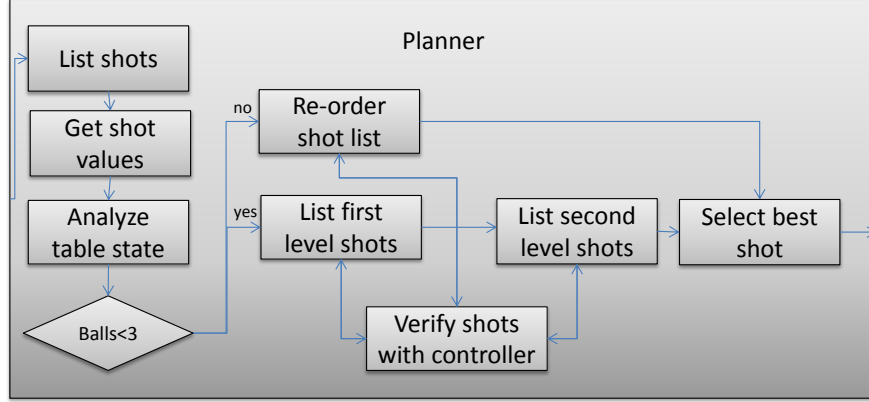 Planner
List shots
Get shot
values
Analyze
table state
Balls<3
no
Re-order
shot list
yes
List first
level shots
List second
level shots
Select best
shot
Verify shots
with controller